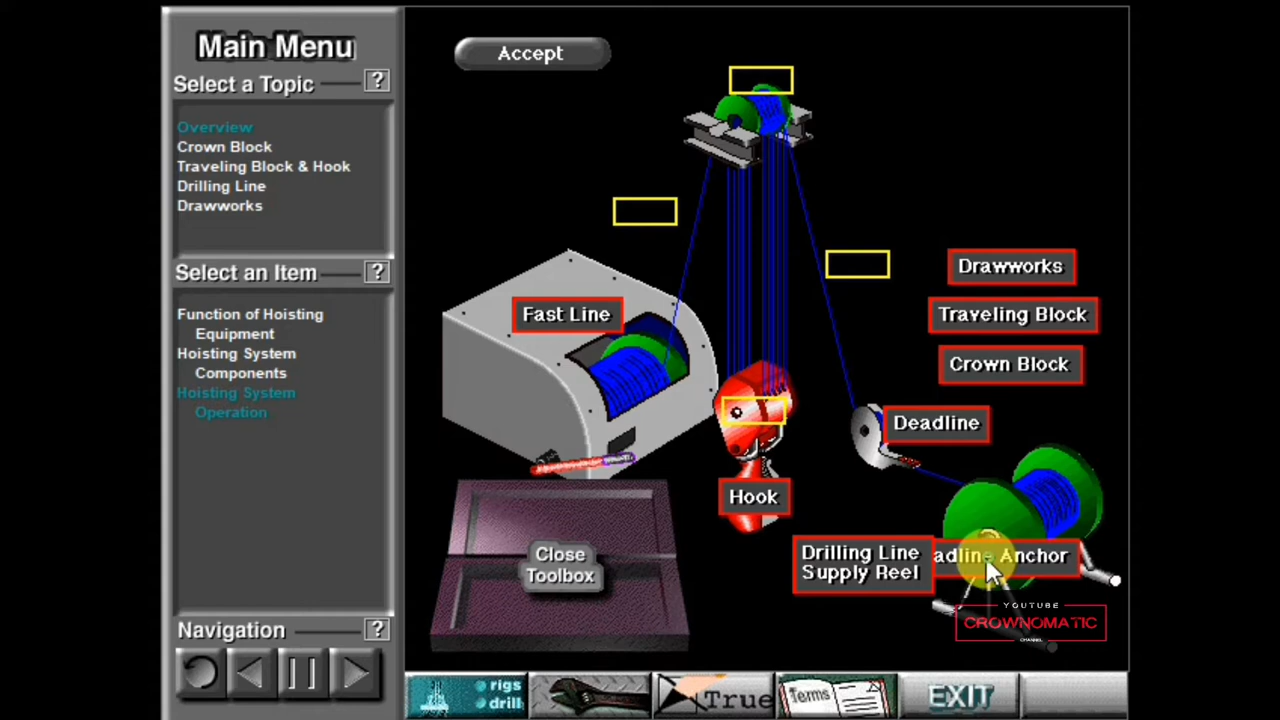 Main Menu
Select a Topic ?
Overview
Crown Block
Traveling Block & Hook
Drilling Line
Drawworks
Select an Item ?
Function of Hoisting
Equipment
Hoisting System
Components
Hoisting System
Operation
Navigation ?
Accept
Fast Line
Drawworks
Traveling Block
Crown Block
Deadline
Hook
Drilling Line
Supply Reel
adline Anchor
Close
Toolbox
YOUTUBE
CROWNOMATIC
CHANNEL
rigs
drill
True
Terms
EXIT